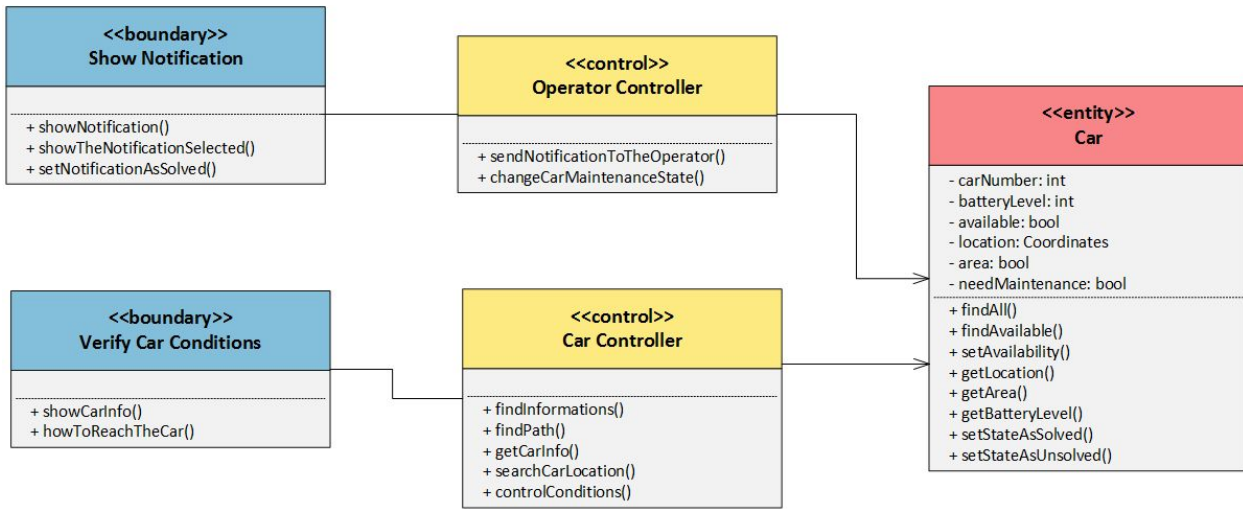 <<boundary>>
Show Notification
+ showNotification()
+ showTheNotificationSelected()
+ setNotificationAsSolved()
<<control>>
Operator Controller
+ sendNotificationToTheOperator()
+ changeCarMaintenanceState()
<<entity>>
Car
- carNumber: int
- batteryLevel: int
- available: bool
- location: Coordinates
- area: bool
- needMaintenance: bool
+ findAll()
+ findAvailable()
+ setAvailability()
+ getLocation()
+ getArea()
+ getBatteryLevel()
+ setStateAsSolved()
+ setStateAsUnsolved()
<<boundary>>
Verify Car Conditions
+ showCarInfo()
+ howToReachTheCar()
<<control>>
Car Controller
+ findInformations()
+ findPath()
+ getCarInfo()
+ searchCarLocation()
+ controlConditions()